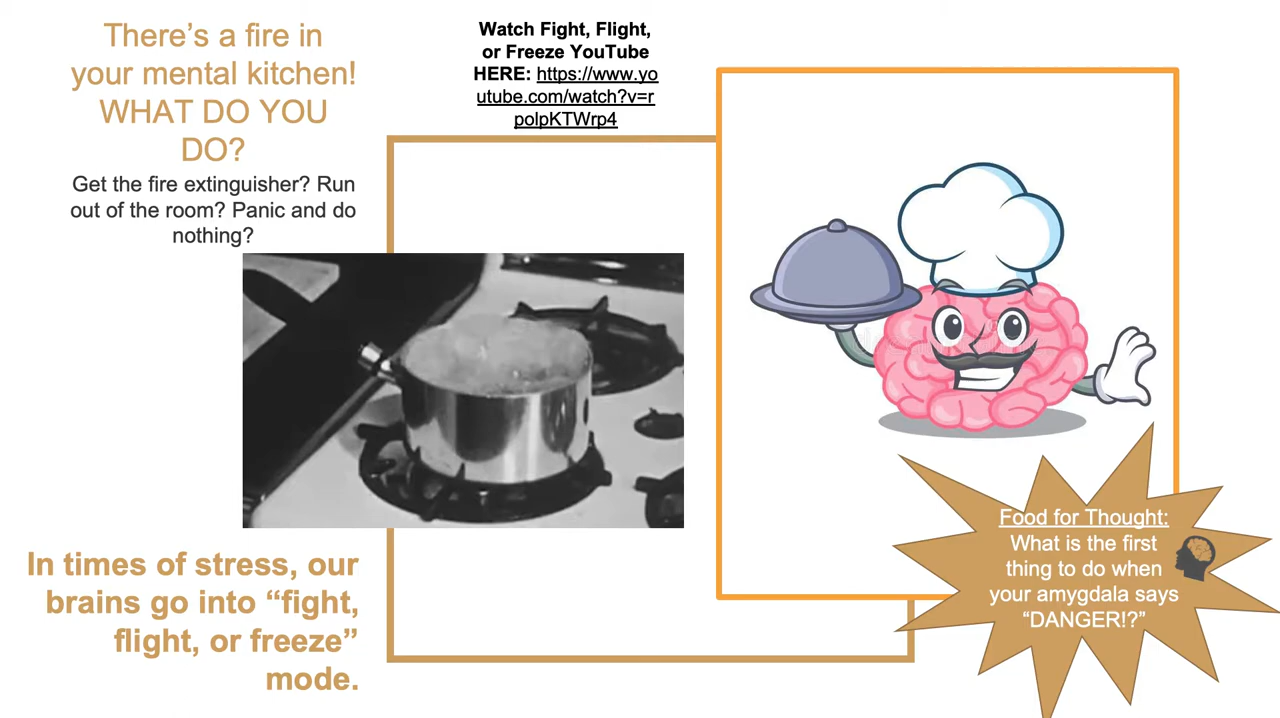 There’s a fire in
your mental kitchen!
WHAT DO YOU
DO?
Get the fire extinguisher? Run
out of the room? Panic and do
nothing?
Watch Fight, Flight,
or Freeze YouTube
HERE: https://www.yo
utube.com/watch?v=r
polpKTWrp4
In times of stress, our
brains go into “fight,
flight, or freeze”
mode.
Food for Thought:
What is the first
thing to do when
your amygdala says
“DANGER!?”